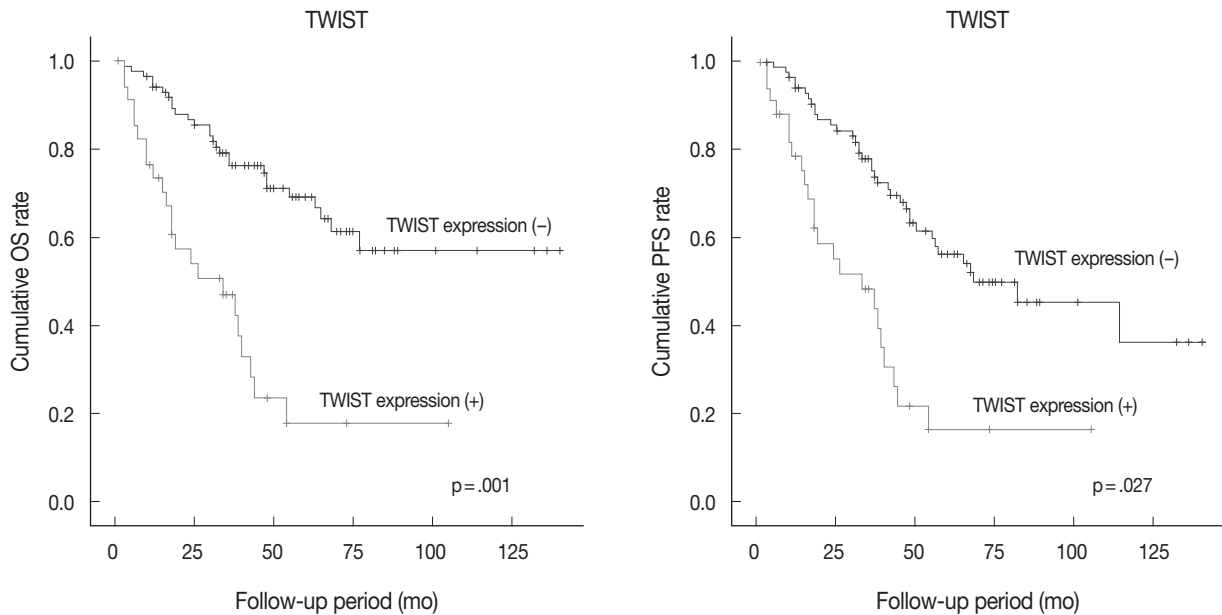 TWIST
1.0
0.8
0.6
0.4
0.2
0.0
Cumulative OS rate
TWIST expression (–)
TWIST expression (+)
p = .001
0 25 50 75 100 125
Follow-up period (mo)
TWIST
1.0
0.8
0.6
0.4
0.2
0.0
Cumulative PFS rate
TWIST expression (–)
TWIST expression (+)
p = .027
0 25 50 75 100 125
Follow-up period (mo)